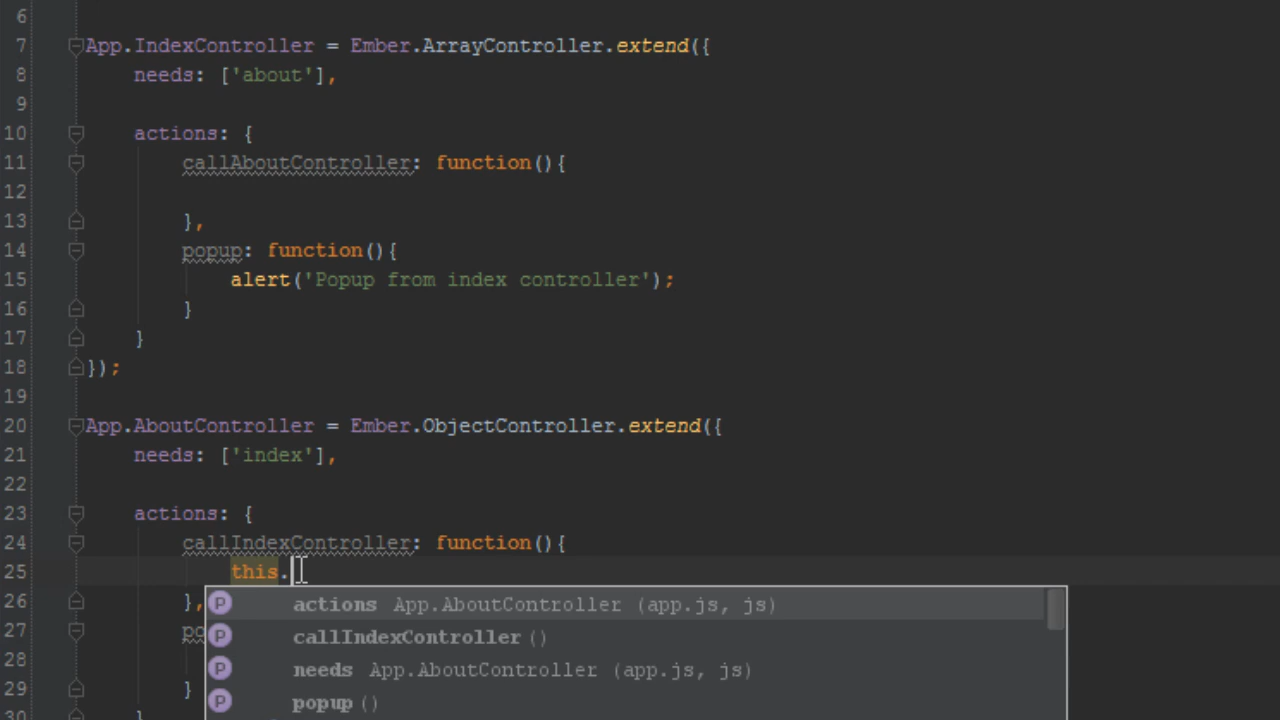 6
7 App.IndexController = Ember.ArrayController.extend({
8 needs: ['about'],
9
10 actions: {
11 callAboutController: function(){
12
13 },
14 popup: function(){
15 alert('Popup from index controller');
16 }
17 }
18 });
19
20 App.AboutController = Ember.ObjectController.extend({
21 needs: ['index'],
22
23 actions: {
24 callIndexController: function(){
25 this.
26 },
P actions App.AboutController (app.js, js)
27 po
P callIndexController ()
28
P needs App.AboutController (app.js, js)
29 }
P popup ()
30 }